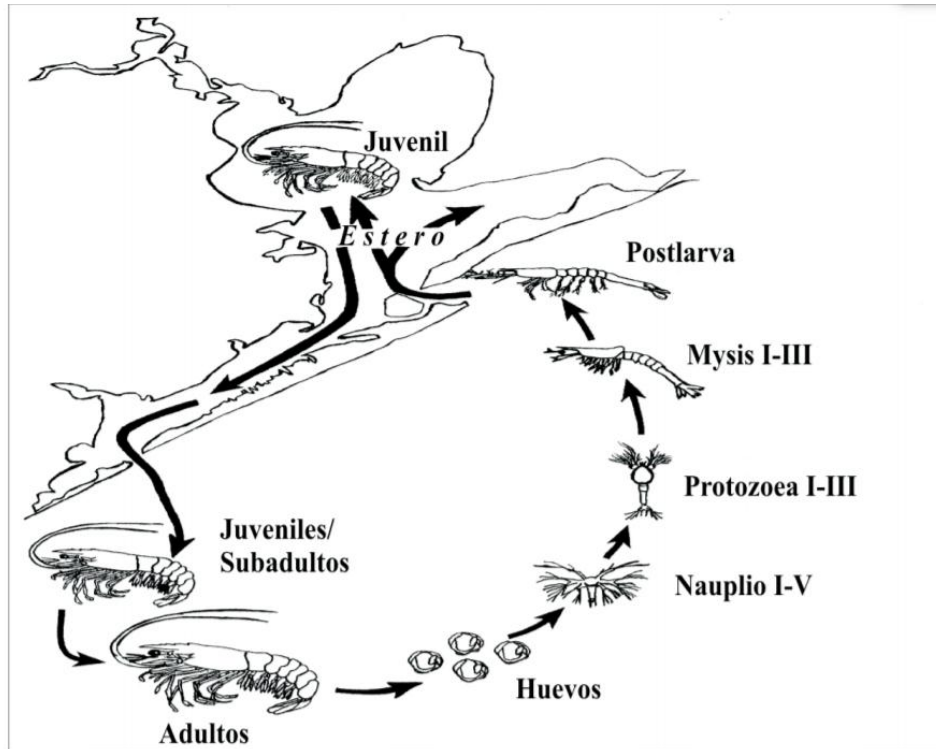 Juvenil
Estero
Postlarva
Mysis I-III
Protozoea I-III
Juveniles/
Subadultos
Nauplio I-V
Huevos
Adultos